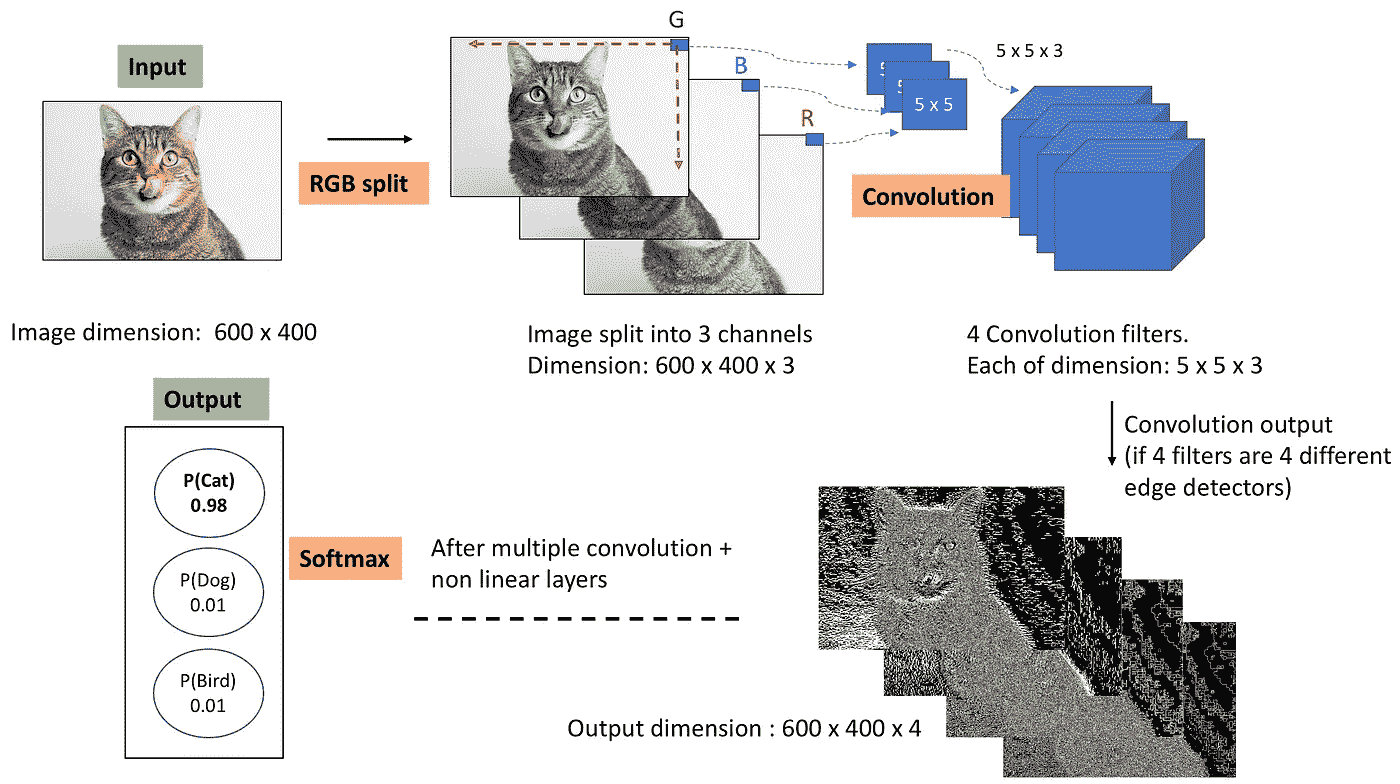 Input
RGB split
G
B
R
5
5
5 x 5
5 x 5 x 3
Convolution
Image dimension:  600 x 400
Image split into 3 channels
Dimension: 600 x 400 x 3
4 Convolution filters.
Each of dimension: 5 x 5 x 3
Convolution output
(if 4 filters are 4 different
edge detectors)
Output
P(Cat)
0.98
P(Dog)
0.01
P(Bird)
0.01
Softmax
After multiple convolution +
non linear layers
Output dimension : 600 x 400 x 4